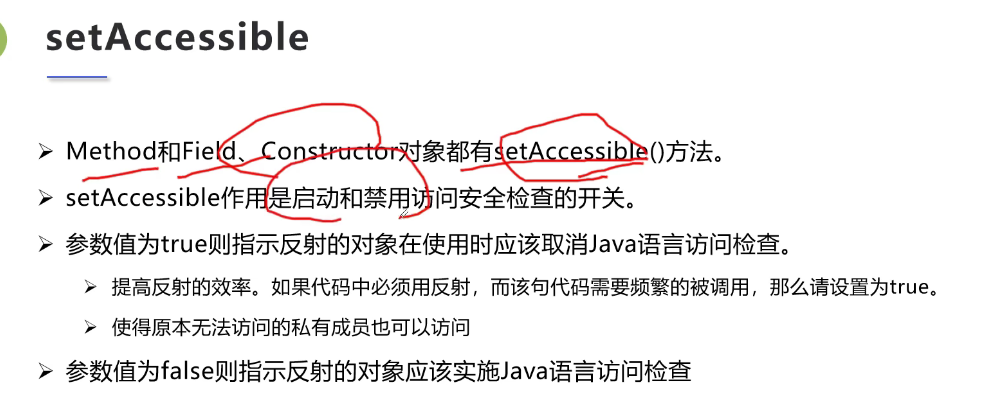 setAccessible
Method和Field、Constructor对象都有setAccessible()方法。
setAccessible作用是启动和禁用访问安全检查的开关。
参数值为true则指示反射的对象在使用时应该取消Java语言访问检查。
提高反射的效率。如果代码中必须用反射，而该句代码需要频繁的被调用，那么请设置为true。
使得原本无法访问的私有成员也可以访问
参数值为false则指示反射的对象应该实施Java语言访问检查